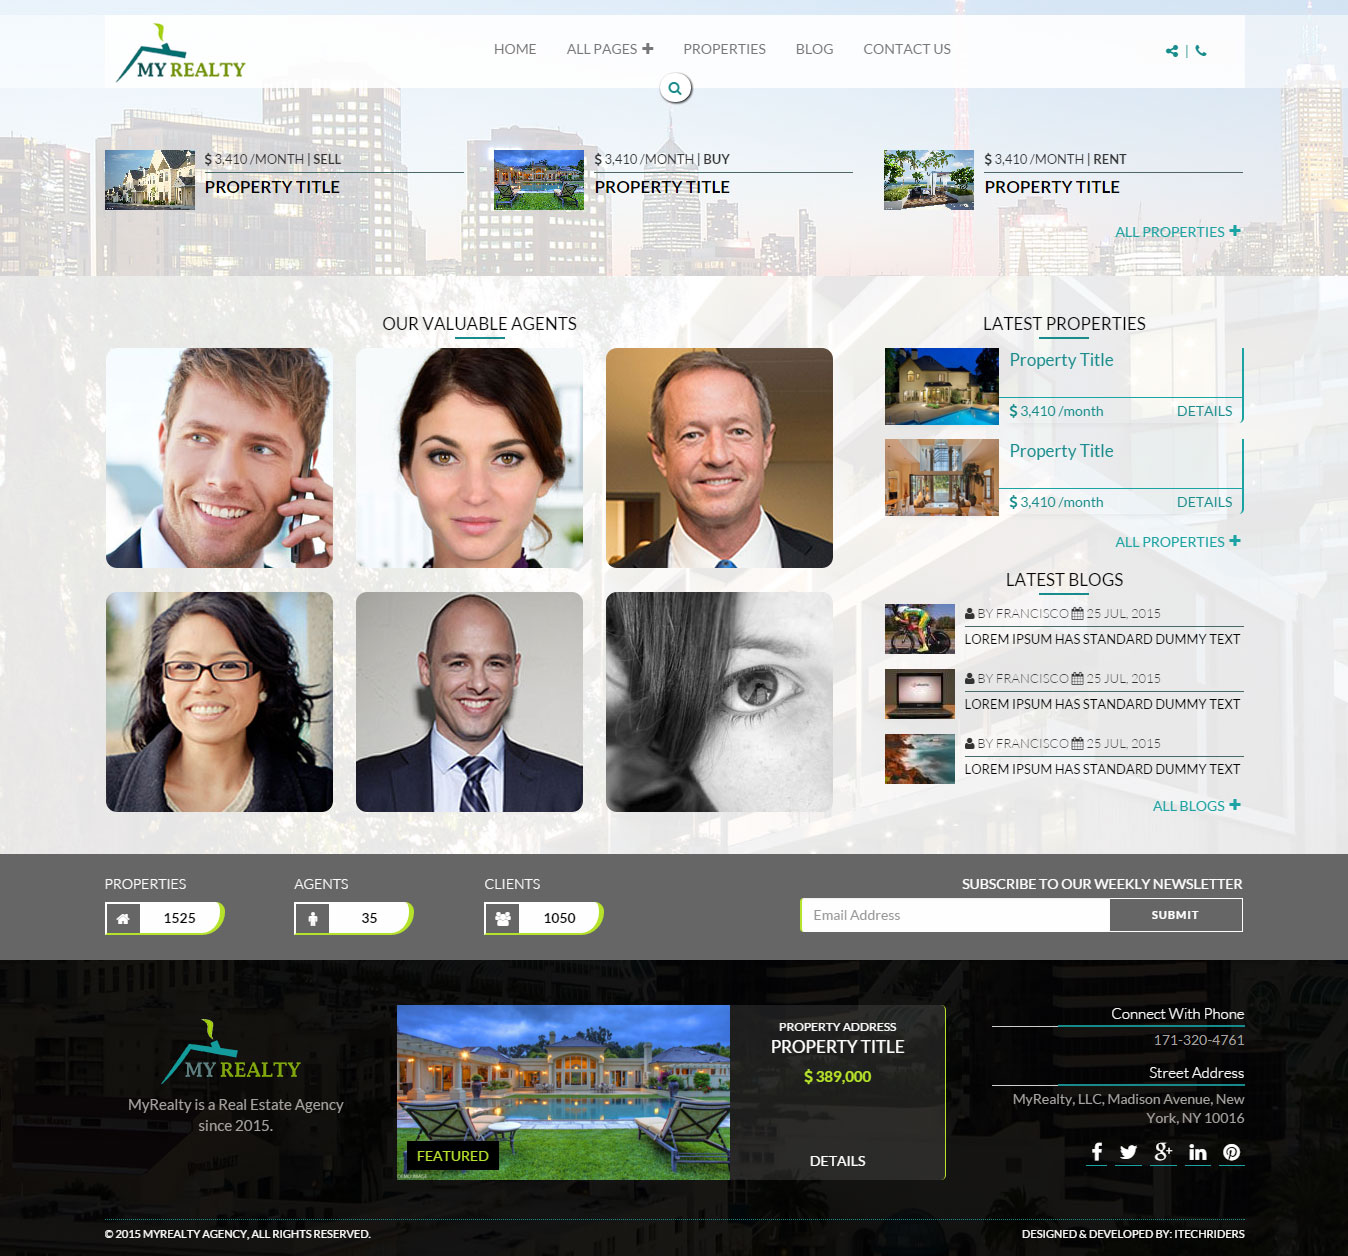 MY REALTY
HOME
ALL PAGES
PROPERTIES
BLOG
CONTACT US
|
$ 3,410 /MONTH | SELL
PROPERTY TITLE
$ 3,410 /MONTH | BUY
PROPERTY TITLE
$ 3,410 /MONTH | RENT
PROPERTY TITLE
ALL PROPERTIES
OUR VALUABLE AGENTS
LATEST PROPERTIES
Property Title
$ 3,410 /month
DETAILS
Property Title
$ 3,410 /month
DETAILS
ALL PROPERTIES
LATEST BLOGS
BY FRANCISCO 25 JUL, 2015
LOREM IPSUM HAS STANDARD DUMMY TEXT
BY FRANCISCO 25 JUL, 2015
LOREM IPSUM HAS STANDARD DUMMY TEXT
BY FRANCISCO 25 JUL, 2015
LOREM IPSUM HAS STANDARD DUMMY TEXT
ALL BLOGS
PROPERTIES
1525
AGENTS
35
CLIENTS
1050
SUBSCRIBE TO OUR WEEKLY NEWSLETTER
Email Address
SUBMIT
MY REALTY
MyRealty is a Real Estate Agency
since 2015.
FEATURED
PROPERTY ADDRESS
PROPERTY TITLE
$ 389,000
DETAILS
Connect With Phone
171-320-4761
Street Address
MyRealty, LLC, Madison Avenue, New
York, NY 10016
© 2015 MYREALTY AGENCY, ALL RIGHTS RESERVED.
DESIGNED & DEVELOPED BY: ITECHRIDERS